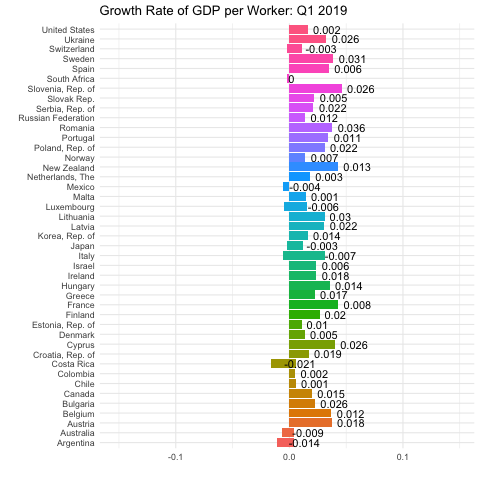 Growth Rate of GDP per Worker: Q1 2019
United States 0.002
Ukraine 0.026
Switzerland -0.003
Sweden 0.031
Spain 0.006
South Africa 0
Slovenia, Rep. of 0.026
Slovak Rep. 0.005
Serbia, Rep. of 0.022
Russian Federation 0.012
Romania 0.036
Portugal 0.011
Poland, Rep. of 0.022
Norway 0.007
New Zealand 0.013
Netherlands, The 0.003
Mexico -0.004
Malta 0.001
Luxembourg -0.006
Lithuania 0.03
Latvia 0.022
Korea, Rep. of 0.014
Japan -0.003
Italy -0.007
Israel 0.006
Ireland 0.018
Hungary 0.014
Greece 0.017
France 0.008
Finland 0.02
Estonia, Rep. of 0.01
Denmark 0.005
Cyprus 0.026
Croatia, Rep. of 0.019
Costa Rica -0.021
Colombia 0.002
Chile 0.001
Canada 0.015
Bulgaria 0.026
Belgium 0.012
Austria 0.018
Australia -0.009
Argentina -0.014
-0.1 0.0 0.1